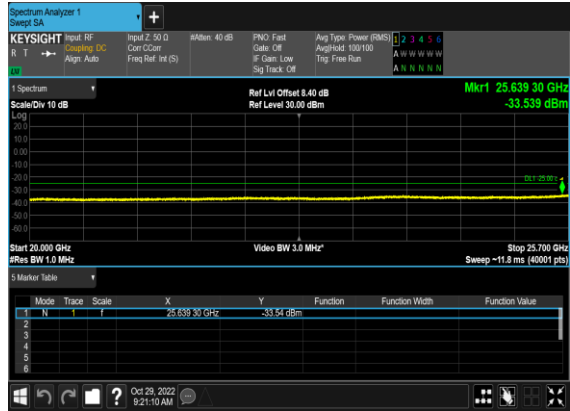 Spectrum Analyzer 1
Swept SA
KEYSIGHT Input: RF Input Z: 50 Ω #Atten: 40 dB PNO: Fast Avg Type: Power (RMS) 1 2 3 4 5 6
R T Coupling: DC Corr CCorr Gate: Off Avg|Hold: 100/100 A W W W W W
Align: Auto Freq Ref: Int (S) IF Gain: Low Trig: Free Run
Sig Track: Off A N N N N N
1 Spectrum Ref Lvl Offset 8.40 dB Mkr1 25.639 30 GHz
Scale/Div 10 dB Ref Level 30.00 dBm -33.539 dBm
Log
20.0
10.0
0.00
-10.0
-20.0
-30.0
-40.0
-50.0
-60.0
Start 20.000 GHz Video BW 3.0 MHz* Stop 25.700 GHz
#Res BW 1.0 MHz Sweep ~11.8 ms (40001 pts)
5 Marker Table
Mode Trace Scale X Y Function Function Width Function Value
1 N 1 f 25.639 30 GHz -33.54 dBm
2
3
4
5
6
Oct 29, 2022
9:21:10 AM